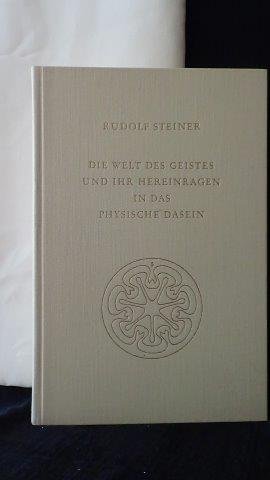 RUDOLF STEINER
DIE WELT DES GEISTES
UND IHR HEREINRAGEN
IN DAS
PHYSISCHE DASEIN